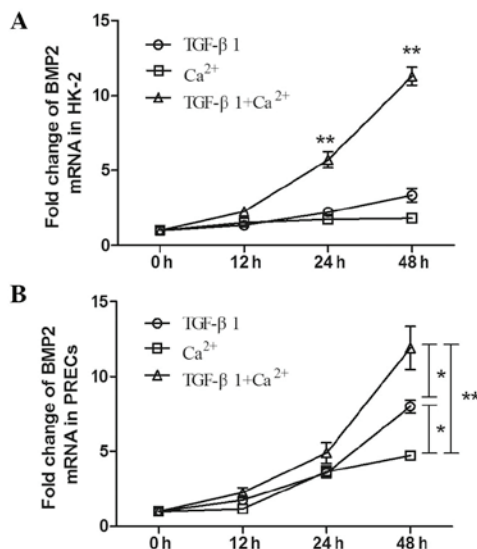 A
Fold change of BMP2
mRNA in HK-2
15
10
5
0
TGF-β 1
Ca²⁺
TGF-β 1+Ca²⁺
**
**
0 h 12 h 24 h 48 h
B
Fold change of BMP2
mRNA in PRECs
15
10
5
0
TGF-β 1
Ca²⁺
TGF-β 1+Ca²⁺
*
*
**
0 h 12 h 24 h 48 h